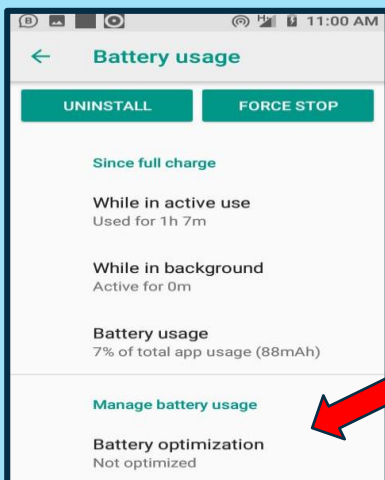 B 11:00 AM
Battery usage
UNINSTALL FORCE STOP
Since full charge
While in active use
Used for 1h 7m
While in background
Active for 0m
Battery usage
7% of total app usage (88mAh)
Manage battery usage
Battery optimization
Not optimized